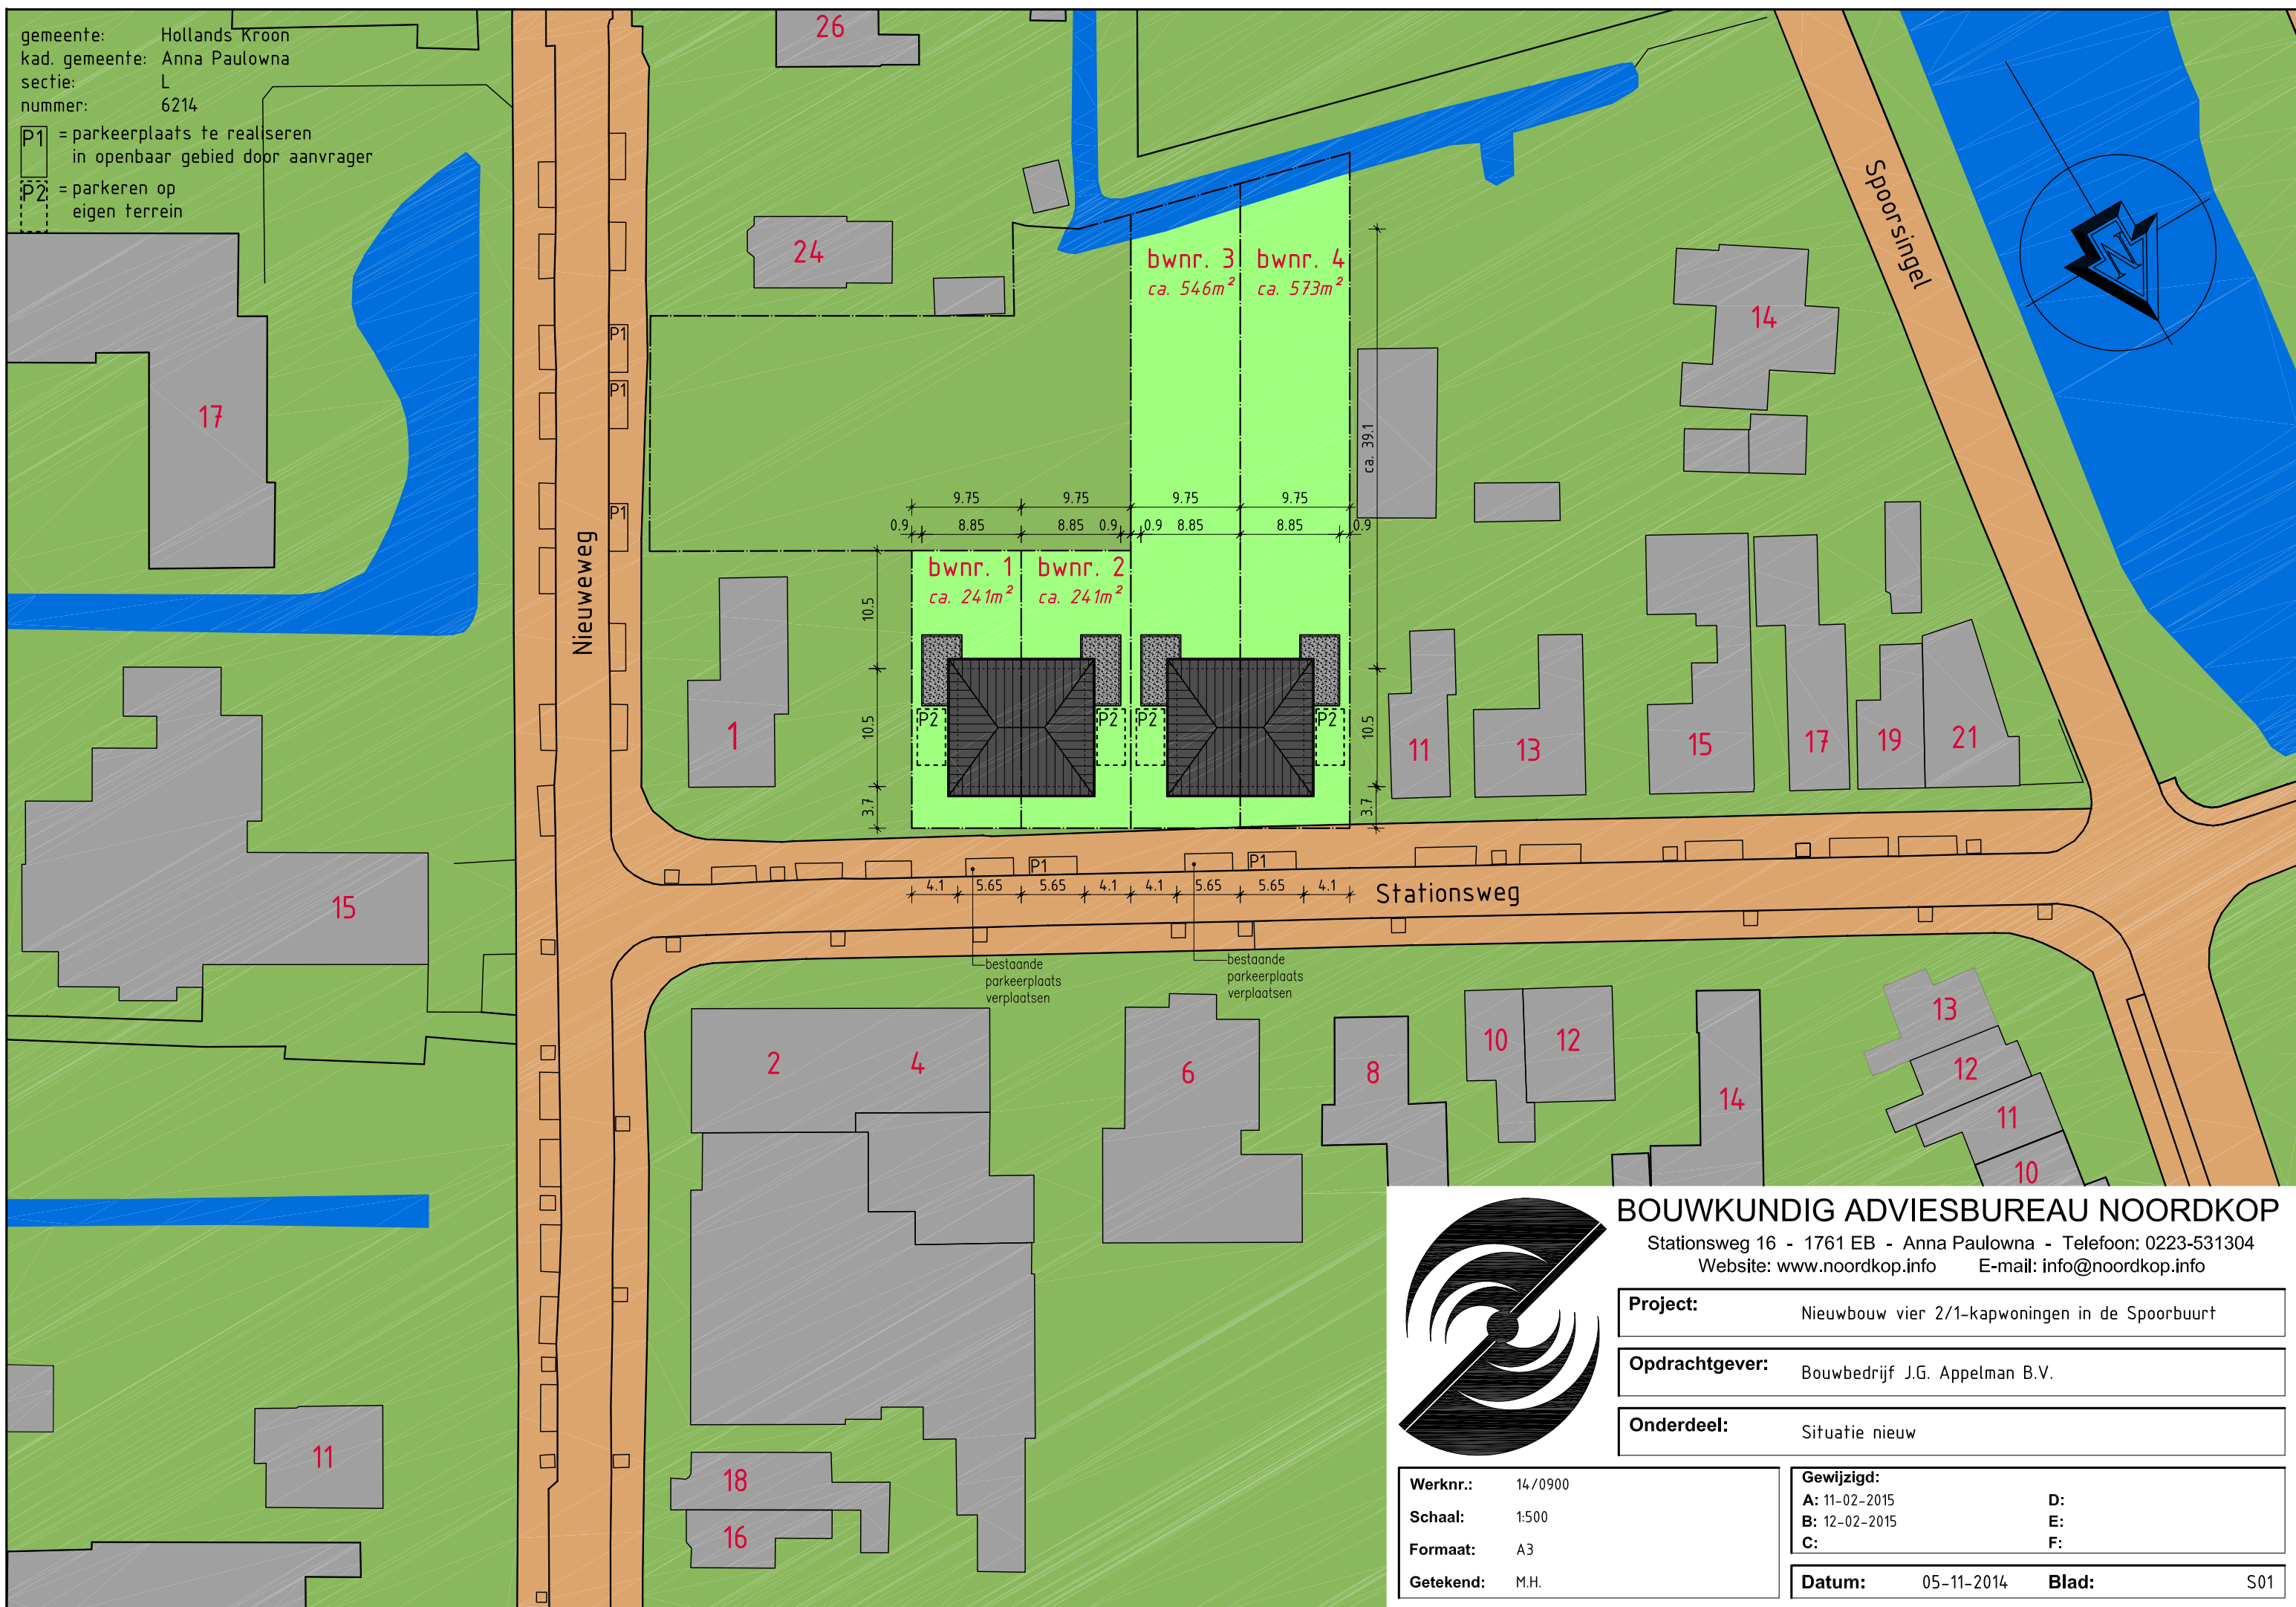 gemeente: Hollands Kroon
kad. gemeente: Anna Paulowna
sectie: L
nummer: 6214
P1 = parkeerplaats te realiseren
in openbaar gebied door aanvrager
P2 = parkeren op
eigen terrein
26
24
17
Nieuweweg
P1
P1
P1
Spoorsingel
N
14
bwnr. 3
ca. 546m²
bwnr. 4
ca. 573m²
ca. 39.1
9.75 9.75 9.75 9.75
0.9 8.85 8.85 0.9 0.9 8.85 8.85 0.9
bwnr. 1
ca. 241m²
bwnr. 2
ca. 241m²
10.5
10.5
3.7
10.5
3.7
P2 P2 P2 P2
1
11 13 15 17 19 21
P1 P1
4.1 5.65 5.65 4.1 4.1 5.65 5.65 4.1
Stationsweg
bestaande
parkeerplaats
verplaatsen
bestaande
parkeerplaats
verplaatsen
15
2 4 6 8 10 12 14
13
12
11
10
11
18
16
BOUWKUNDIG ADVIESBUREAU NOORDKOP
Stationsweg 16 - 1761 EB - Anna Paulowna - Telefoon: 0223-531304
Website: www.noordkop.info E-mail: info@noordkop.info
Project: Nieuwbouw vier 2/1-kapwoningen in de Spoorbuurt
Opdrachtgever: Bouwbedrijf J.G. Appelman B.V.
Onderdeel: Situatie nieuw
Werknr.: 14/0900
Schaal: 1:500
Formaat: A3
Getekend: M.H.
Gewijzigd:
A: 11-02-2015 D:
B: 12-02-2015 E:
C: F:
Datum: 05-11-2014 Blad: S01